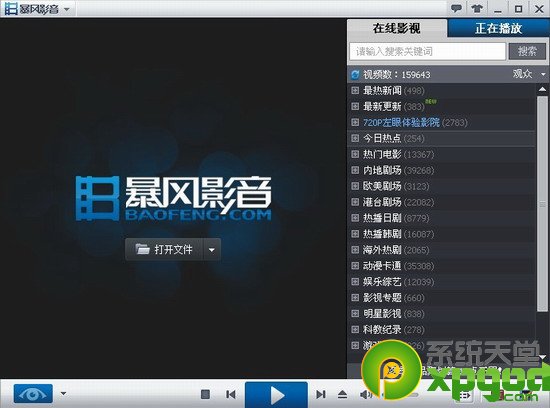 暴风影音
在线影视 正在播放
请输入搜索关键词 搜索
视频数：159643 观众
最热新闻 (498)
最新更新 (383) new
720P左眼体验影院 (2763)
今日热点 (254)
热门电影 (13367)
内地剧场 (39268)
欧美剧场 (3123)
港台剧场 (22082)
热播日剧 (8779)
热播韩剧 (16087)
海外热剧 (2065)
动漫卡通 (35308)
娱乐综艺 (12039)
影视专题 (660)
明星影视 (838)
科教纪录 (278)
暴风影音
BAOFENG.COM
打开文件
系统天堂
xpgod